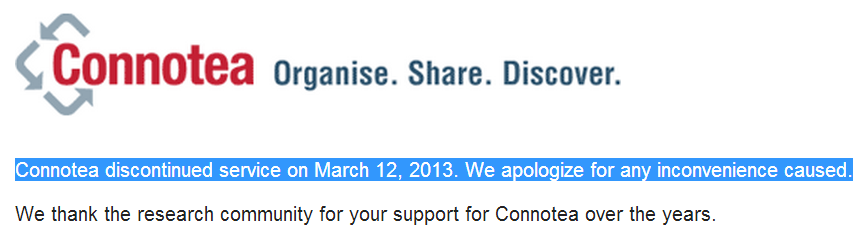 Connotea Organise. Share. Discover.
Connotea discontinued service on March 12, 2013. We apologize for any inconvenience caused.
We thank the research community for your support for Connotea over the years.